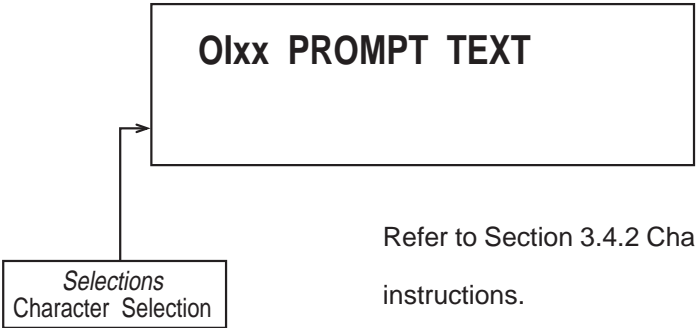 OIxx PROMPT TEXT
Refer to Section 3.4.2 Cha
instructions.
Selections
Character Selection